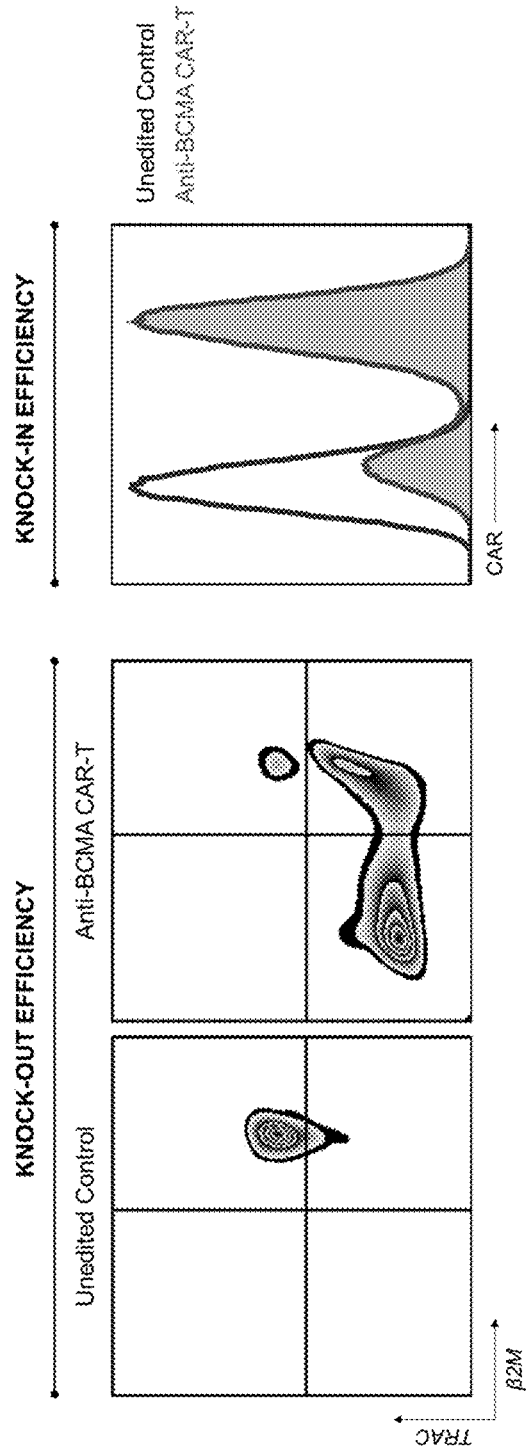 KNOCK-OUT EFFICIENCY
Unedited Control
Anti-BCMA CAR-T
TRAC
β2M
KNOCK-IN EFFICIENCY
CAR
Unedited Control
Anti-BCMA CAR-T